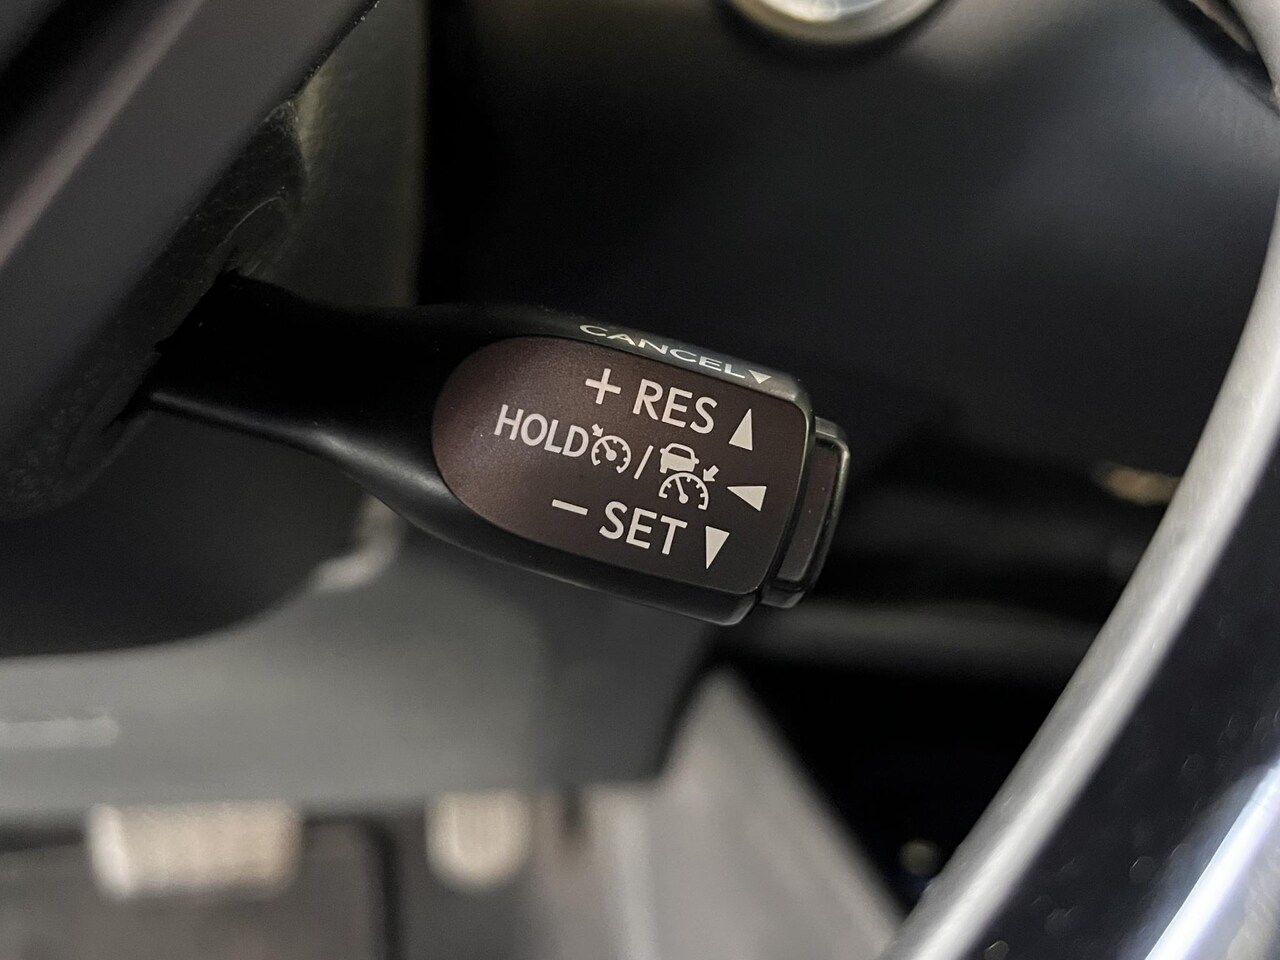 CANCEL▼
+ RES ▲
HOLD / ◀
− SET ▼